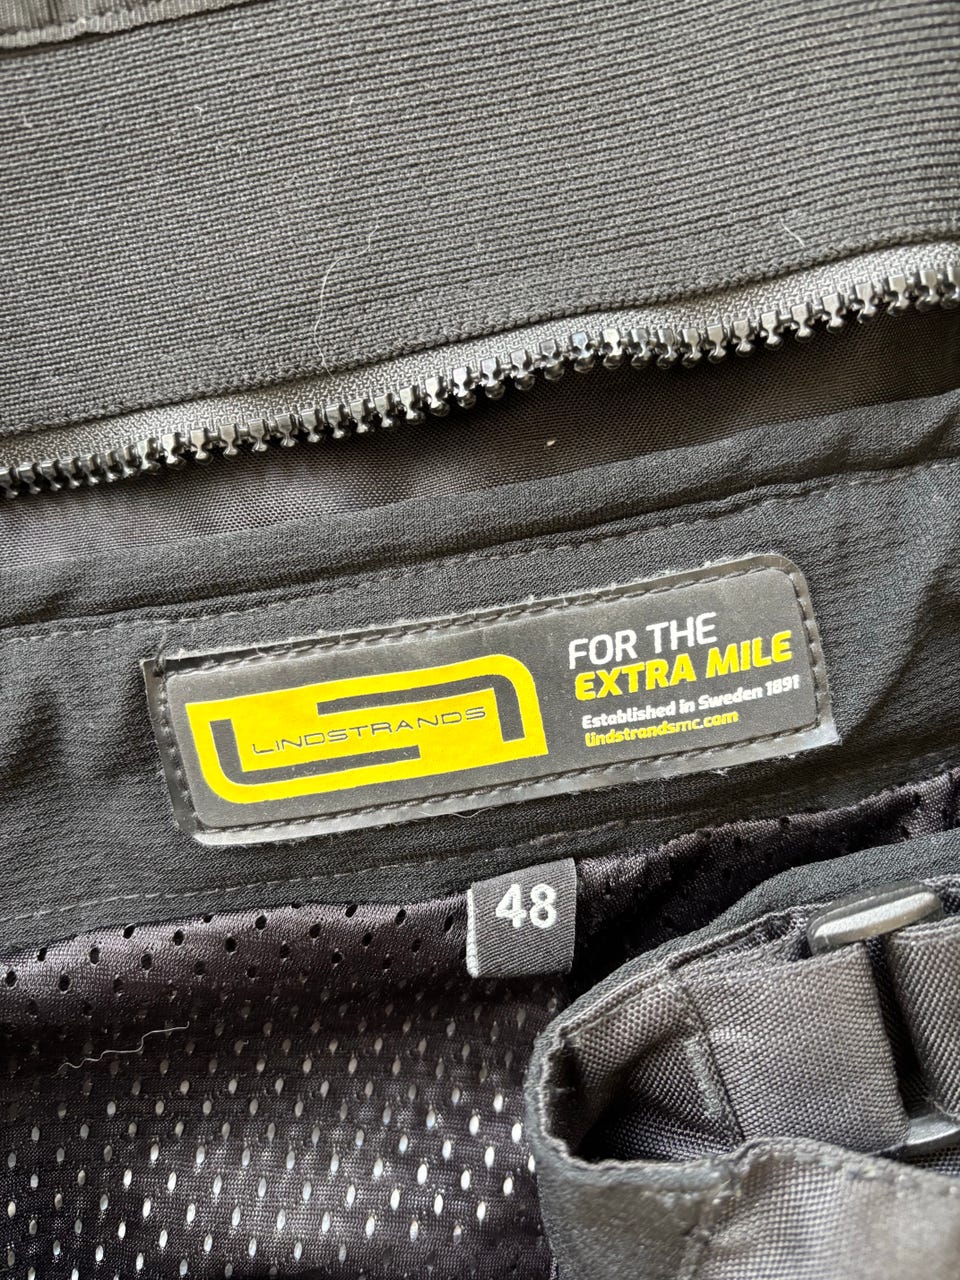 LINDSTRANDS
FOR THE
EXTRA MILE
Established in Sweden 1891
lindstrandsmc.com
48